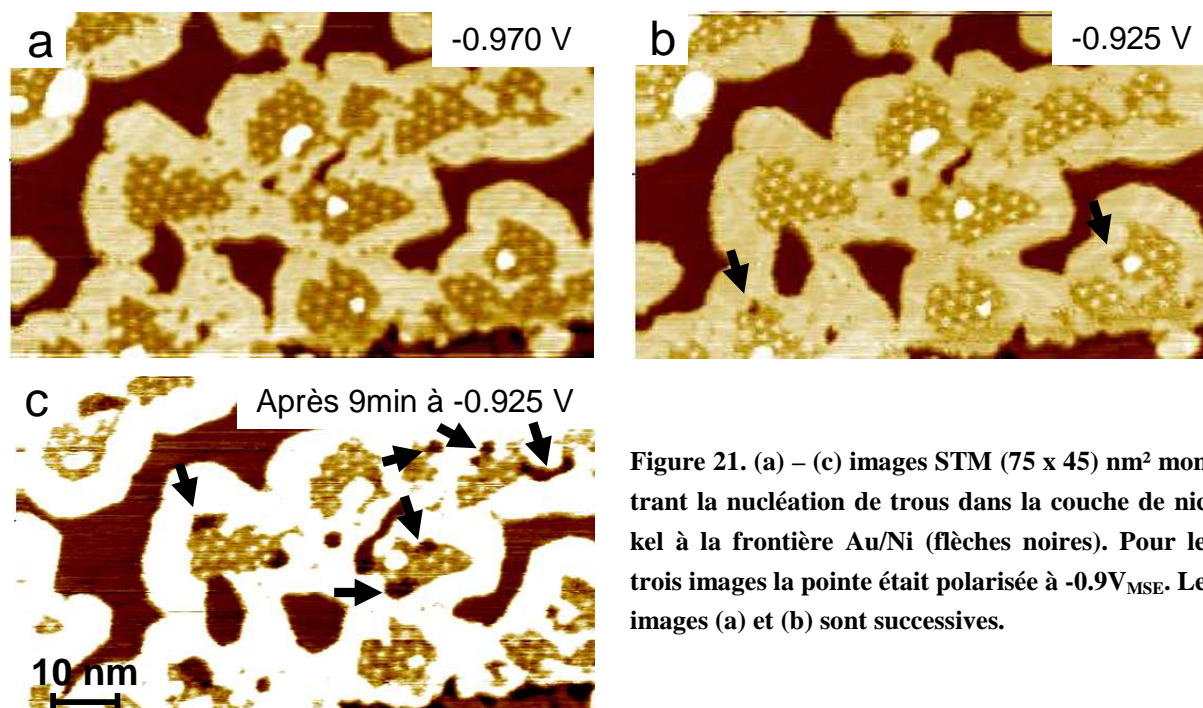 a
-0.970 V
b
-0.925 V
c
Après 9min à -0.925 V
10 nm
Figure 21. (a) – (c) images STM (75 x 45) nm² mon
trant la nucléation de trous dans la couche de nic
kel à la frontière Au/Ni (flèches noires). Pour le
trois images la pointe était polarisée à -0.9VMSE. Le
images (a) et (b) sont successives.